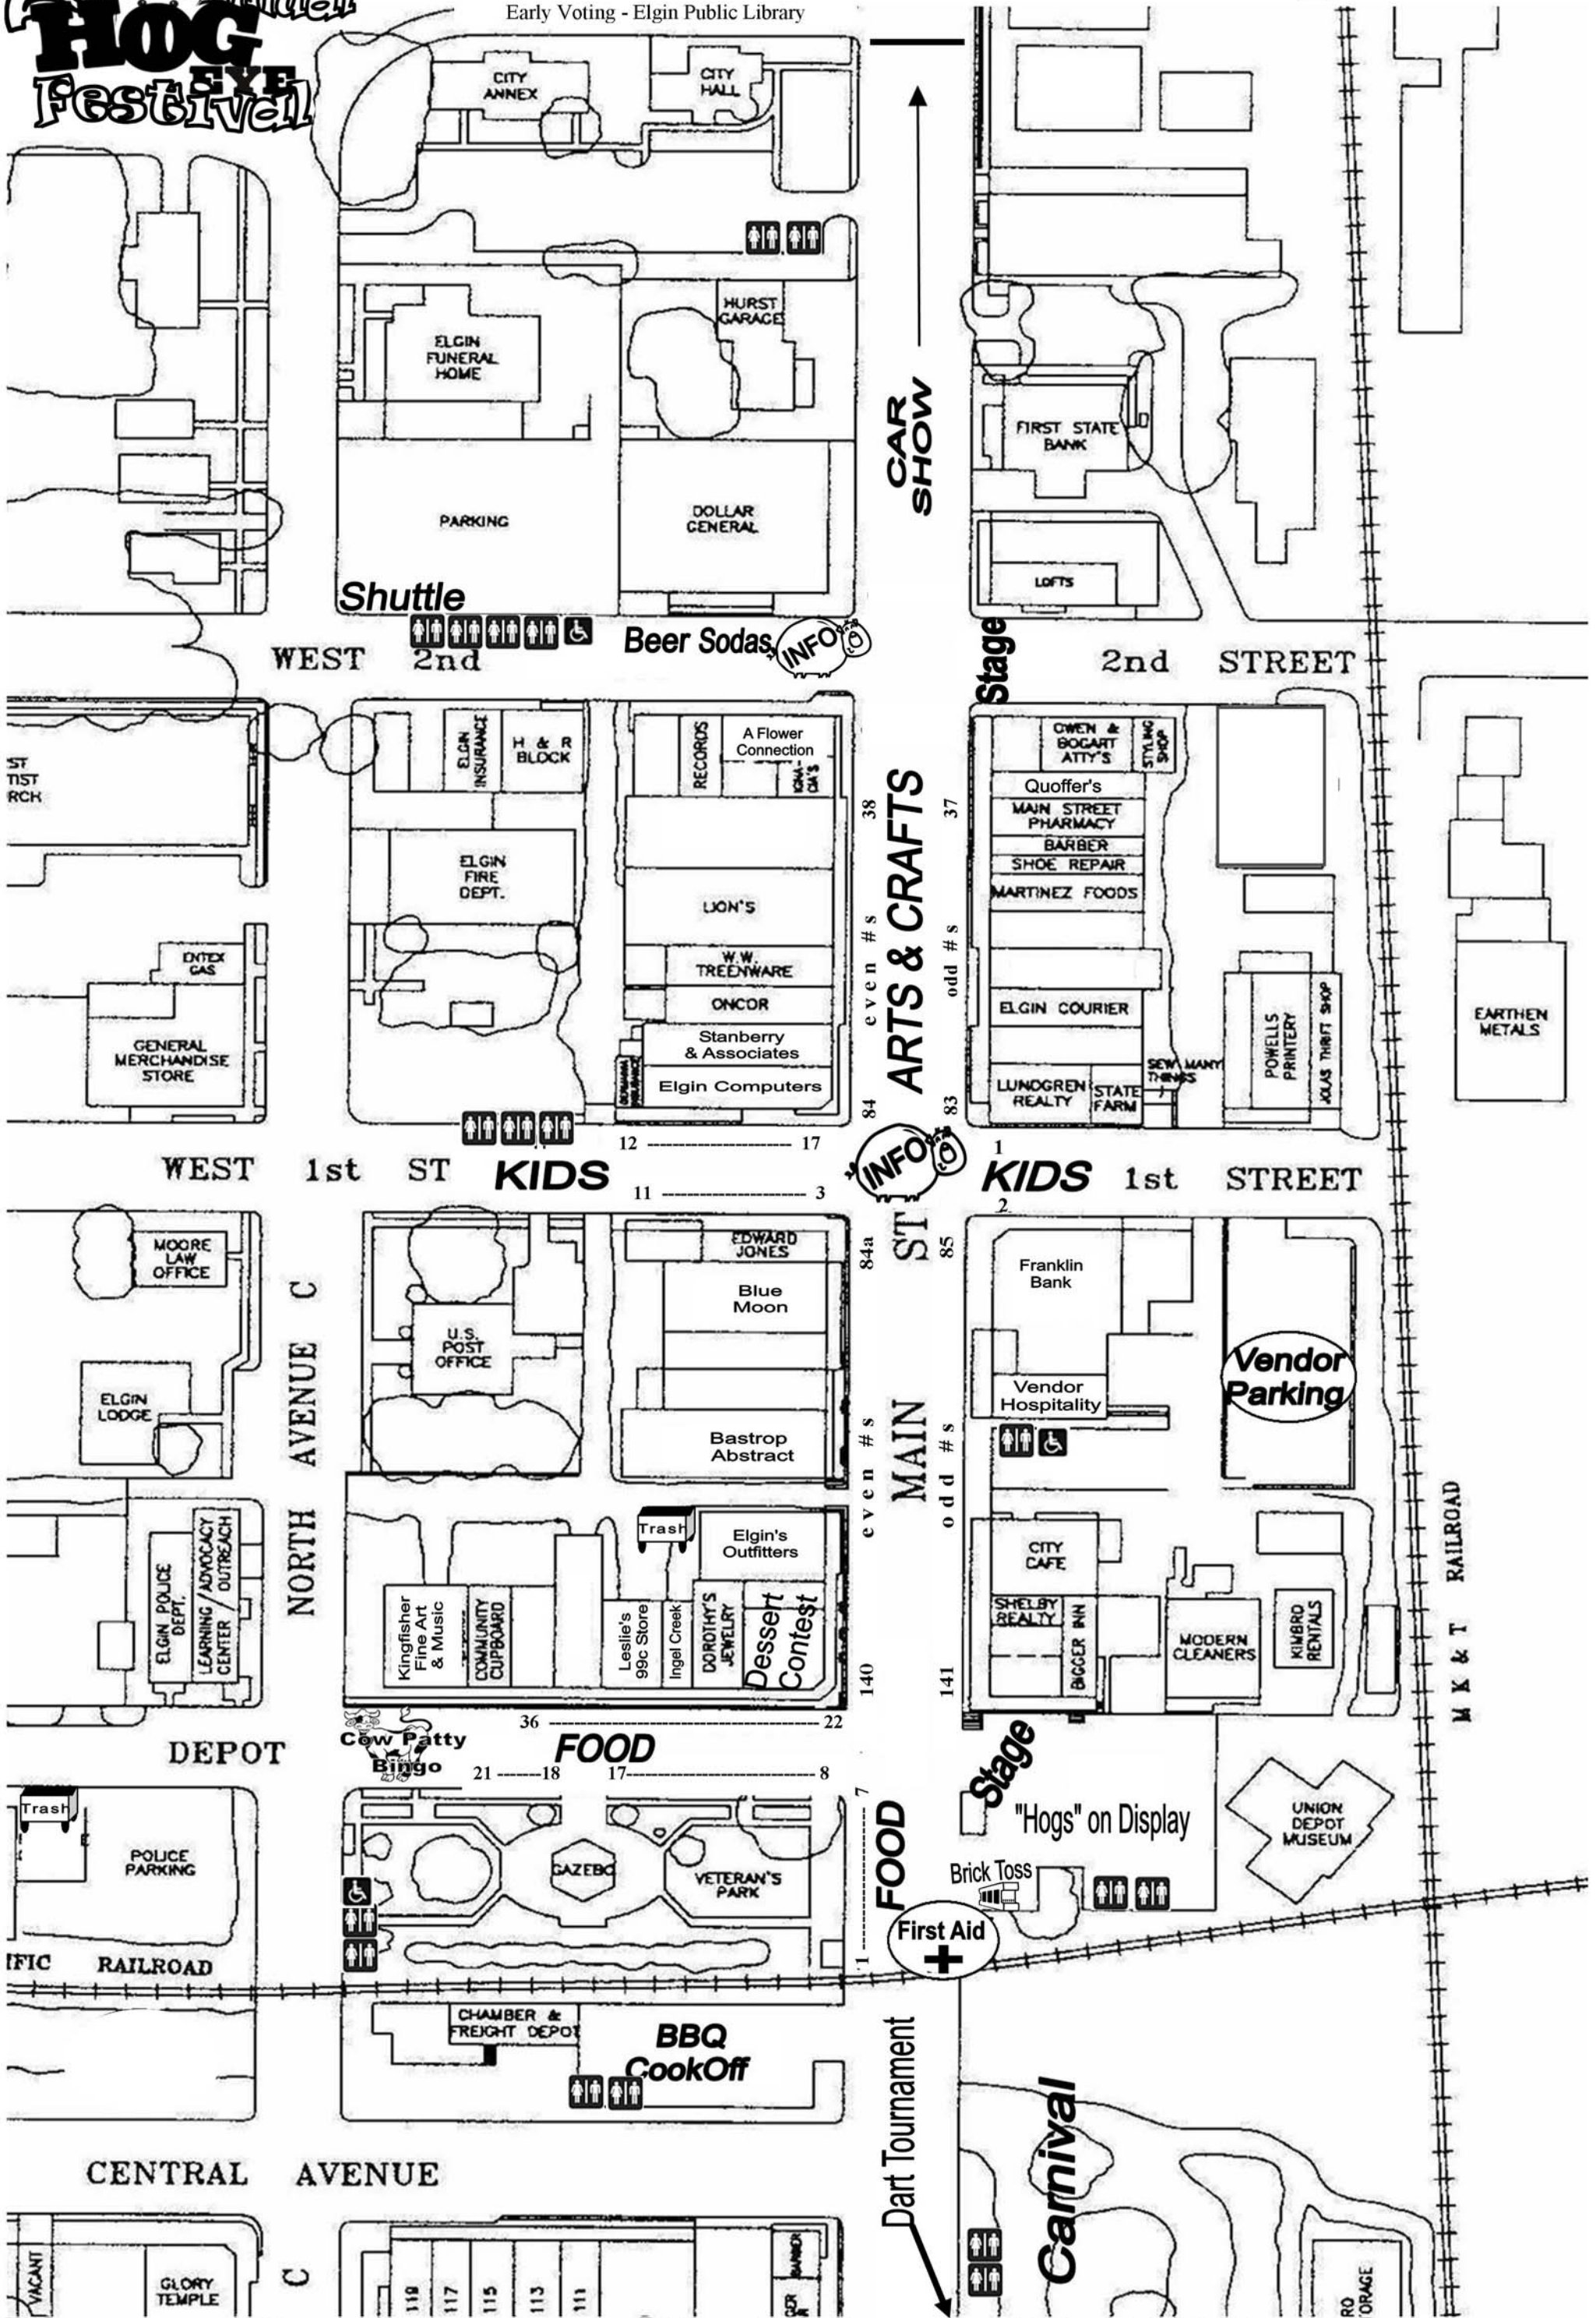 Early Voting - Elgin Public Library
HOG
EYE
Festival
CITY
ANNEX
CITY
HALL
HURST
GARAGE
ELGIN
FUNERAL
HOME
CAR
SHOW
FIRST STATE
BANK
PARKING
DOLLAR
GENERAL
LOFTS
Shuttle
Beer Sodas
INFO
Stage
WEST 2nd
2nd STREET
ELGIN
INSURANCE
H & R
BLOCK
RECORDS
A Flower
Connection
IGNA-
CIA'S
OWEN &
BOGART
ATTY'S
STYLING
SHOP
Quoffer's
MAIN STREET
PHARMACY
BARBER
SHOE REPAIR
MARTINEZ FOODS
38
37
ARTS & CRAFTS
ELGIN
FIRE
DEPT.
LION'S
W.W.
TREENWARE
ONCOR
Stanberry
& Associates
Elgin Computers
even #s
odd #s
84
83
ENTEX
GAS
GENERAL
MERCHANDISE
STORE
ELGIN COURIER
LUNDGREN
REALTY
STATE
FARM
SEW MANY
THINGS
POWELLS
PRINTERY
JOLAS THRIFT SHOP
EARTHEN
METALS
12 17
WEST 1st ST KIDS
INFO
1
KIDS 1st STREET
11 3
2
MOORE
LAW
OFFICE
EDWARD
JONES
84a
85
Blue
Moon
Franklin
Bank
U.S.
POST
OFFICE
Vendor
Parking
ELGIN
LODGE
Vendor
Hospitality
Bastrop
Abstract
NORTH AVENUE C
MAIN ST
even #s
odd #s
Trash
Elgin's
Outfitters
CITY
CAFE
ELGIN POLICE
DEPT.
LEARNING / ADVOCACY
CENTER / OUTREACH
Kingfisher
Fine Art
& Music
COMMUNITY
CUPBOARD
Leslie's
99c Store
Ingel Creek
DOROTHY'S
JEWELRY
Dessert
Contest
SHELBY
REALTY
BIGGER INN
MODERN
CLEANERS
KIMBRO
RENTALS
M K & T RAILROAD
140
141
36 22
DEPOT
Cow Patty
Bingo
FOOD
21 18 17 8
Stage
"Hogs" on Display
UNION
DEPOT
MUSEUM
Trash
POLICE
PARKING
GAZEBO
VETERAN'S
PARK
7
1
FOOD
Brick Toss
First Aid
RAILROAD
CHAMBER &
FREIGHT DEPOT
BBQ
CookOff
Dart Tournament
Carnival
CENTRAL AVENUE
VACANT
GLORY
TEMPLE
C
117
115
113
111
BARBER